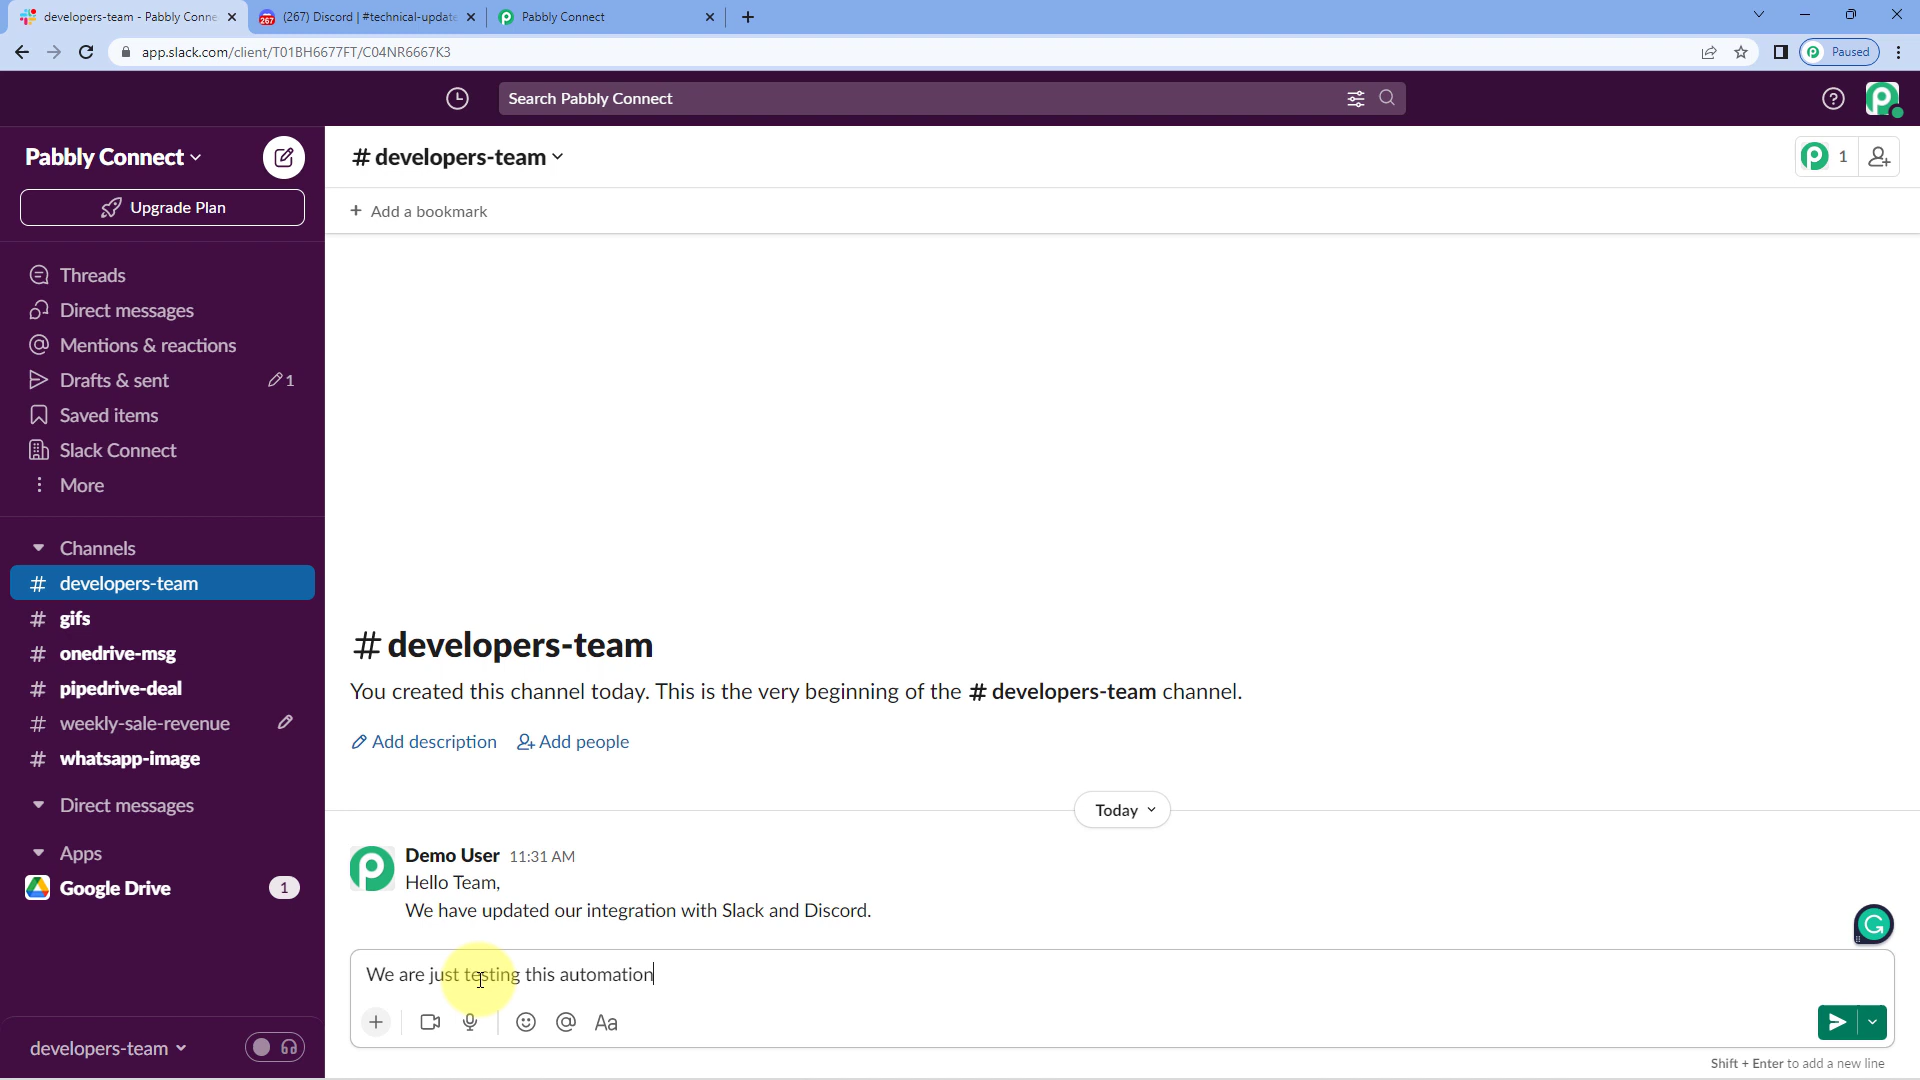 developers-team - Pabbly Conne
(267) Discord | #technical-update
Pabbly Connect
app.slack.com/client/T01BH6677FT/C04NR6667K3
Paused
Search Pabbly Connect
Pabbly Connect
Upgrade Plan
Threads
Direct messages
Mentions & reactions
Drafts & sent
1
Saved items
Slack Connect
More
Channels
# developers-team
# gifs
# onedrive-msg
# pipedrive-deal
# weekly-sale-revenue
# whatsapp-image
Direct messages
Apps
Google Drive
1
developers-team
# developers-team
1
+ Add a bookmark
# developers-team
You created this channel today. This is the very beginning of the # developers-team channel.
Add description
Add people
Today
Demo User 11:31 AM
Hello Team,
We have updated our integration with Slack and Discord.
We are just testing this automation
Aa
Shift + Enter to add a new line